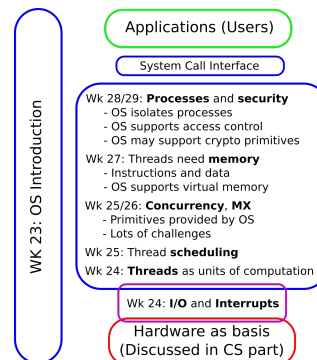 Applications (Users)
System Call Interface
WK 23: OS Introduction
Wk 28/29: Processes and security
- OS isolates processes
- OS supports access control
- OS may support crypto primitives
Wk 27: Threads need memory
- Instructions and data
- OS supports virtual memory
Wk 25/26: Concurrency, MX
- Primitives provided by OS
- Lots of challenges
Wk 25: Thread scheduling
Wk 24: Threads as units of computation
Wk 24: I/O and Interrupts
Hardware as basis
(Discussed in CS part)